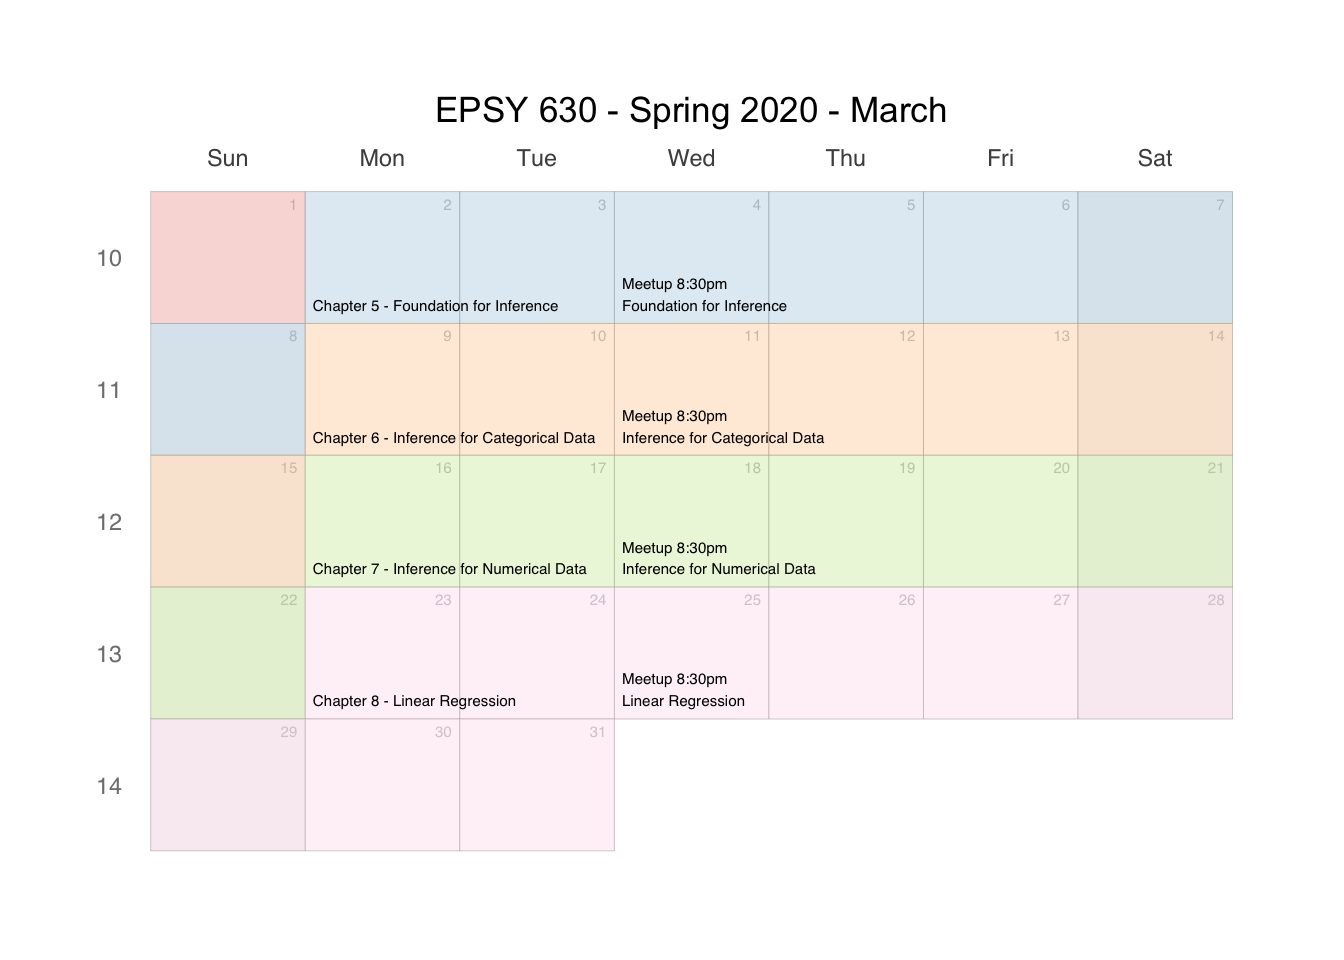 EPSY 630 - Spring 2020 - March
Sun Mon Tue Wed Thu Fri Sat
10
1 2 3 4 5 6 7
Meetup 8:30pm
Chapter 5 - Foundation for Inference
Foundation for Inference
11
8 9 10 11 12 13 14
Meetup 8:30pm
Chapter 6 - Inference for Categorical Data
Inference for Categorical Data
12
15 16 17 18 19 20 21
Meetup 8:30pm
Chapter 7 - Inference for Numerical Data
Inference for Numerical Data
13
22 23 24 25 26 27 28
Meetup 8:30pm
Chapter 8 - Linear Regression
Linear Regression
14
29 30 31